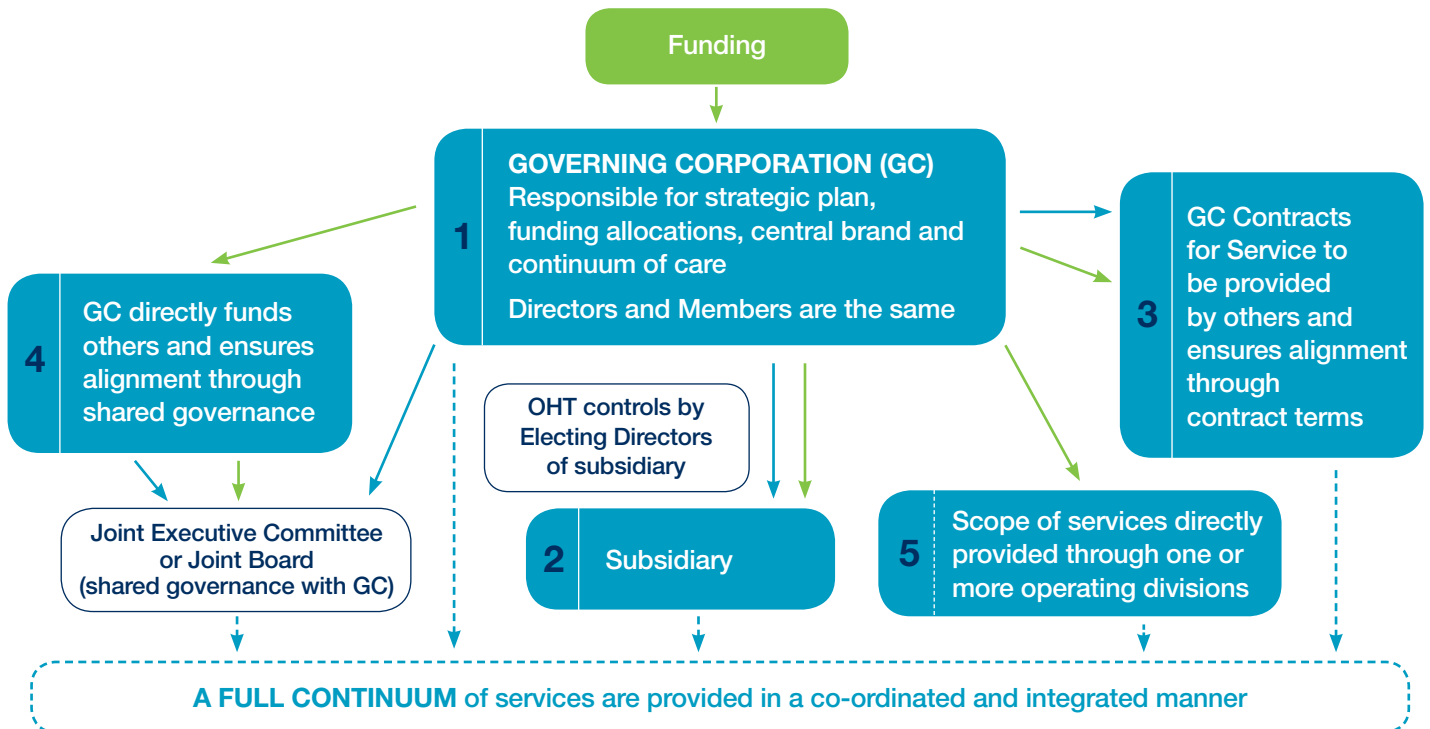 Funding
1
GOVERNING CORPORATION (GC)
Responsible for strategic plan,
funding allocations, central brand and
continuum of care
Directors and Members are the same
3
GC Contracts
for Service to
be provided
by others and
ensures alignment
through
contract terms
4
GC directly funds
others and ensures
alignment through
shared governance
OHT controls by
Electing Directors
of subsidiary
Joint Executive Committee
or Joint Board
(shared governance with GC)
2
Subsidiary
5
Scope of services directly
provided through one or
more operating divisions
A FULL CONTINUUM of services are provided in a co-ordinated and integrated manner